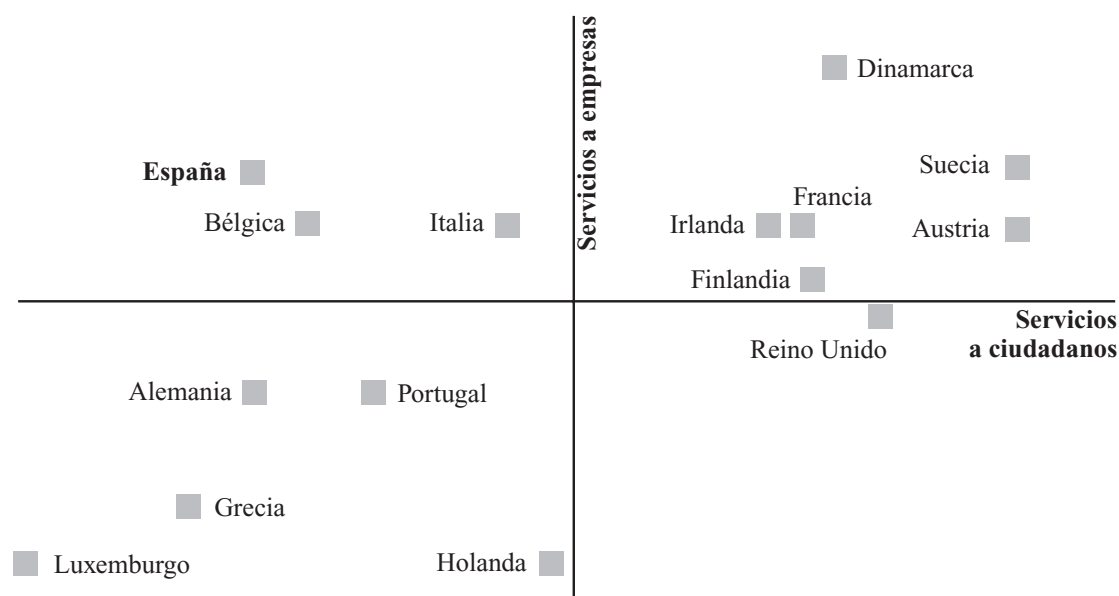 Servicios a empresas
Dinamarca
España
Suecia
Francia
Bélgica
Italia
Irlanda
Austria
Finlandia
Servicios
a ciudadanos
Reino Unido
Alemania
Portugal
Grecia
Luxemburgo
Holanda